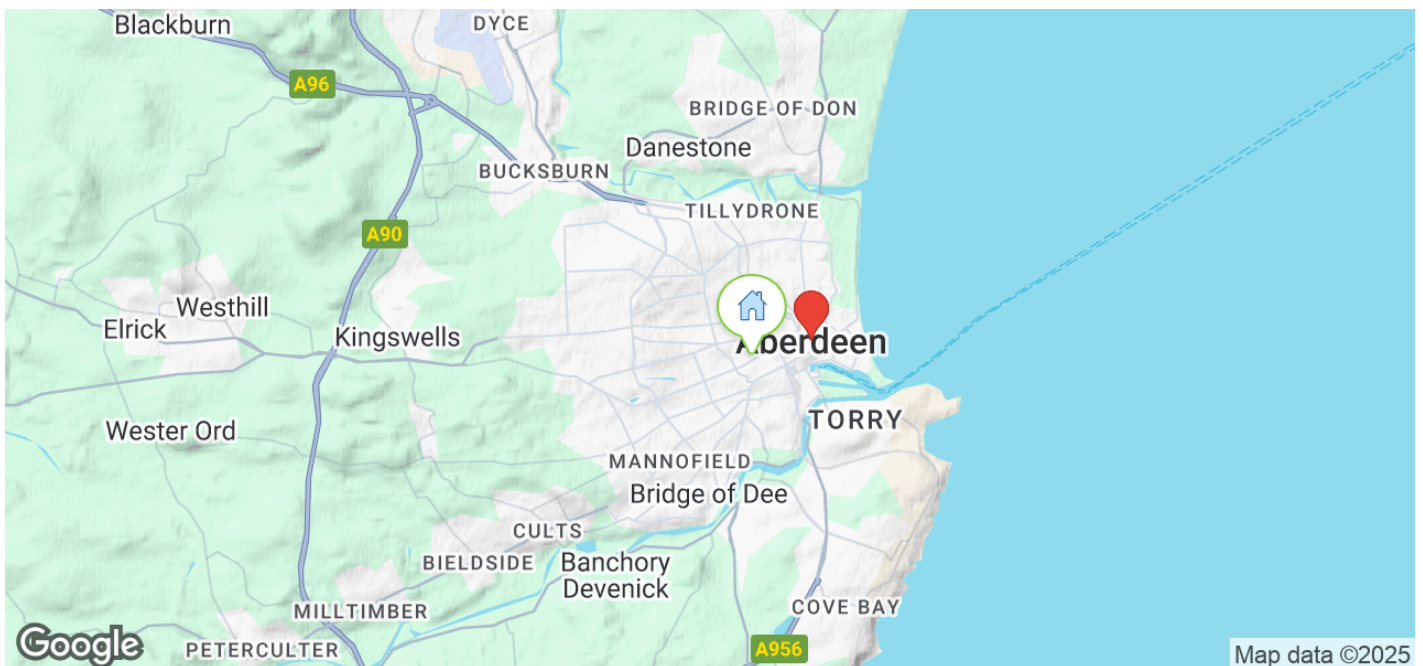 Blackburn
DYCE
A96
BRIDGE OF DON
Danestone
BUCKSBURN
TILLYDRONE
A90
Westhill
Elrick
Kingswells
Aberdeen
TORRY
Wester Ord
MANNOFIELD
Bridge of Dee
CULTS
BIELDSIDE
Banchory
Devenick
MILLTIMBER
COVE BAY
PETERCULTER
A956
Google
Map data ©2025